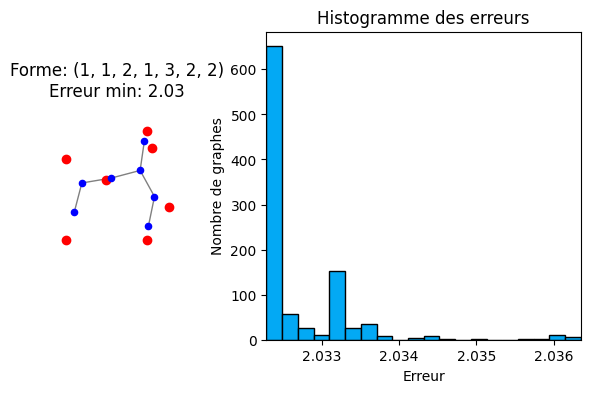 Forme: (1, 1, 2, 1, 3, 2, 2)
Erreur min: 2.03
Histogramme des erreurs
Nombre de graphes
600
500
400
300
200
100
0
2.033
2.034
2.035
2.036
Erreur